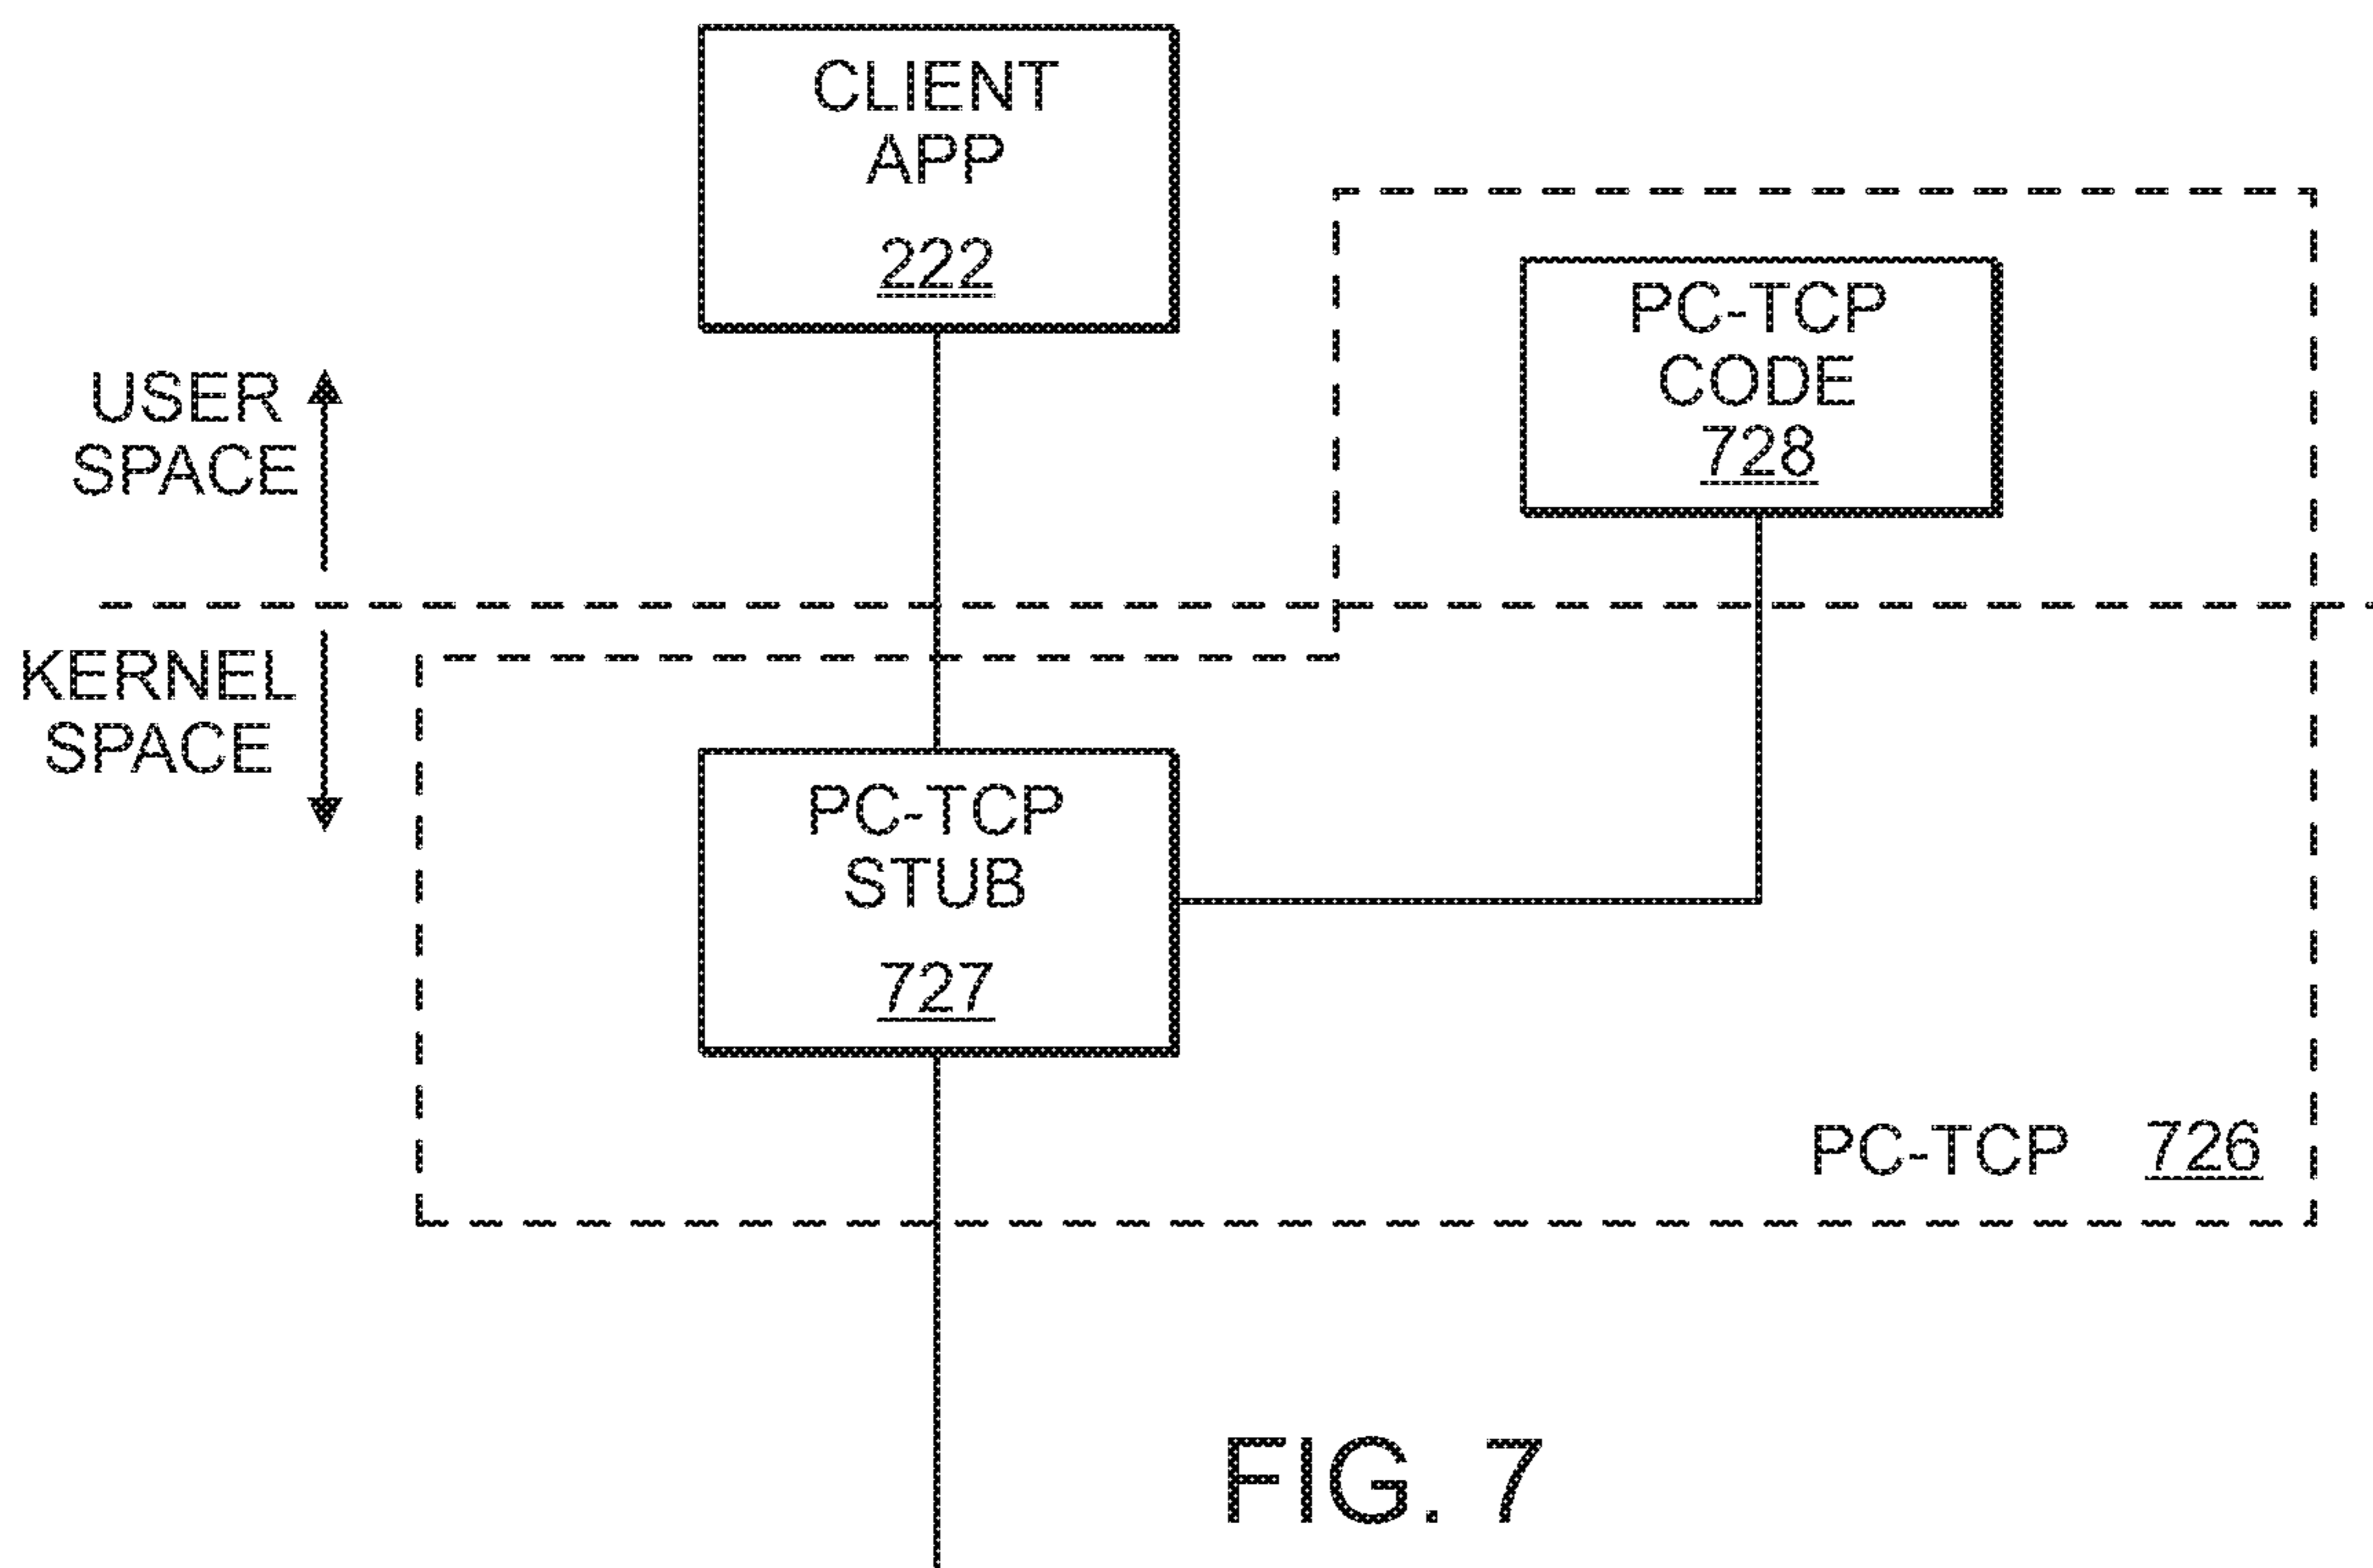 CLIENT
APP
222
PC-TCP
CODE
728
USER
SPACE
KERNEL
SPACE
PC-TCP
STUB
727
PC-TCP 726
FIG. 7